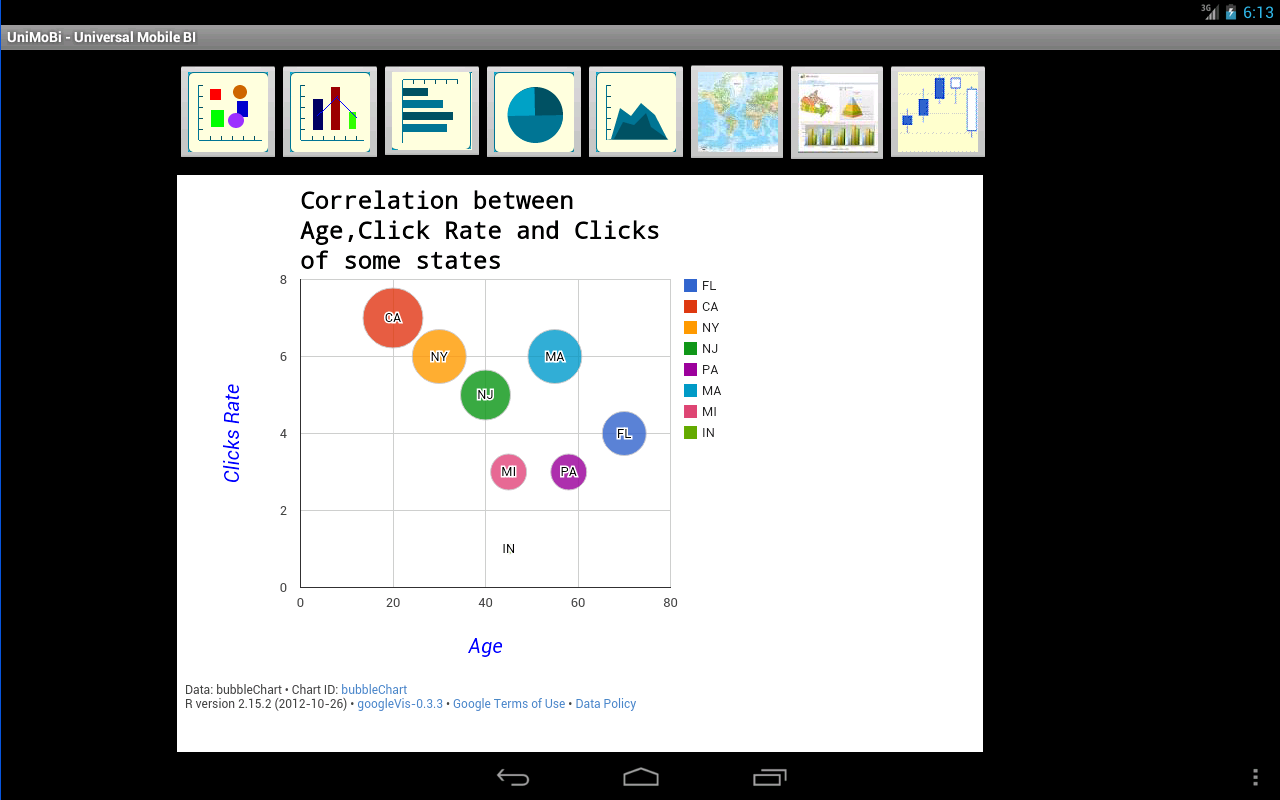 3G 6:13
UniMoBi - Universal Mobile BI
Correlation between
Age,Click Rate and Clicks
of some states
8
6
4
2
0
Clicks Rate
CA
NY
MA
NJ
FL
MI
PA
IN
0 20 40 60 80
Age
FL
CA
NY
NJ
PA
MA
MI
IN
Data: bubbleChart • Chart ID: bubbleChart
R version 2.15.2 (2012-10-26) • googleVis-0.3.3 • Google Terms of Use • Data Policy